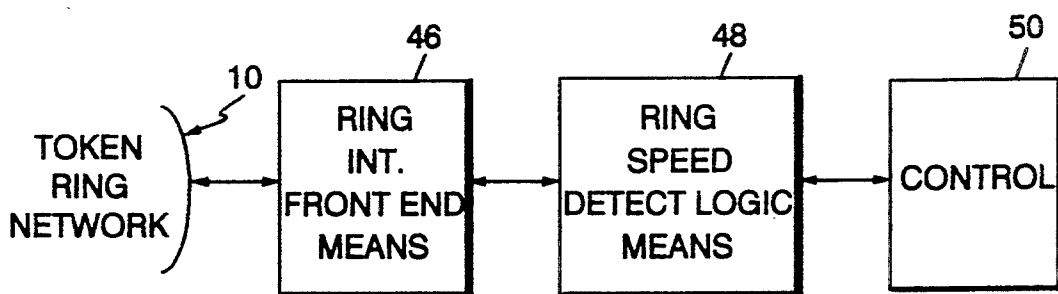 10
TOKEN
RING
NETWORK
46
RING
INT.
FRONT END
MEANS
48
RING
SPEED
DETECT LOGIC
MEANS
50
CONTROL